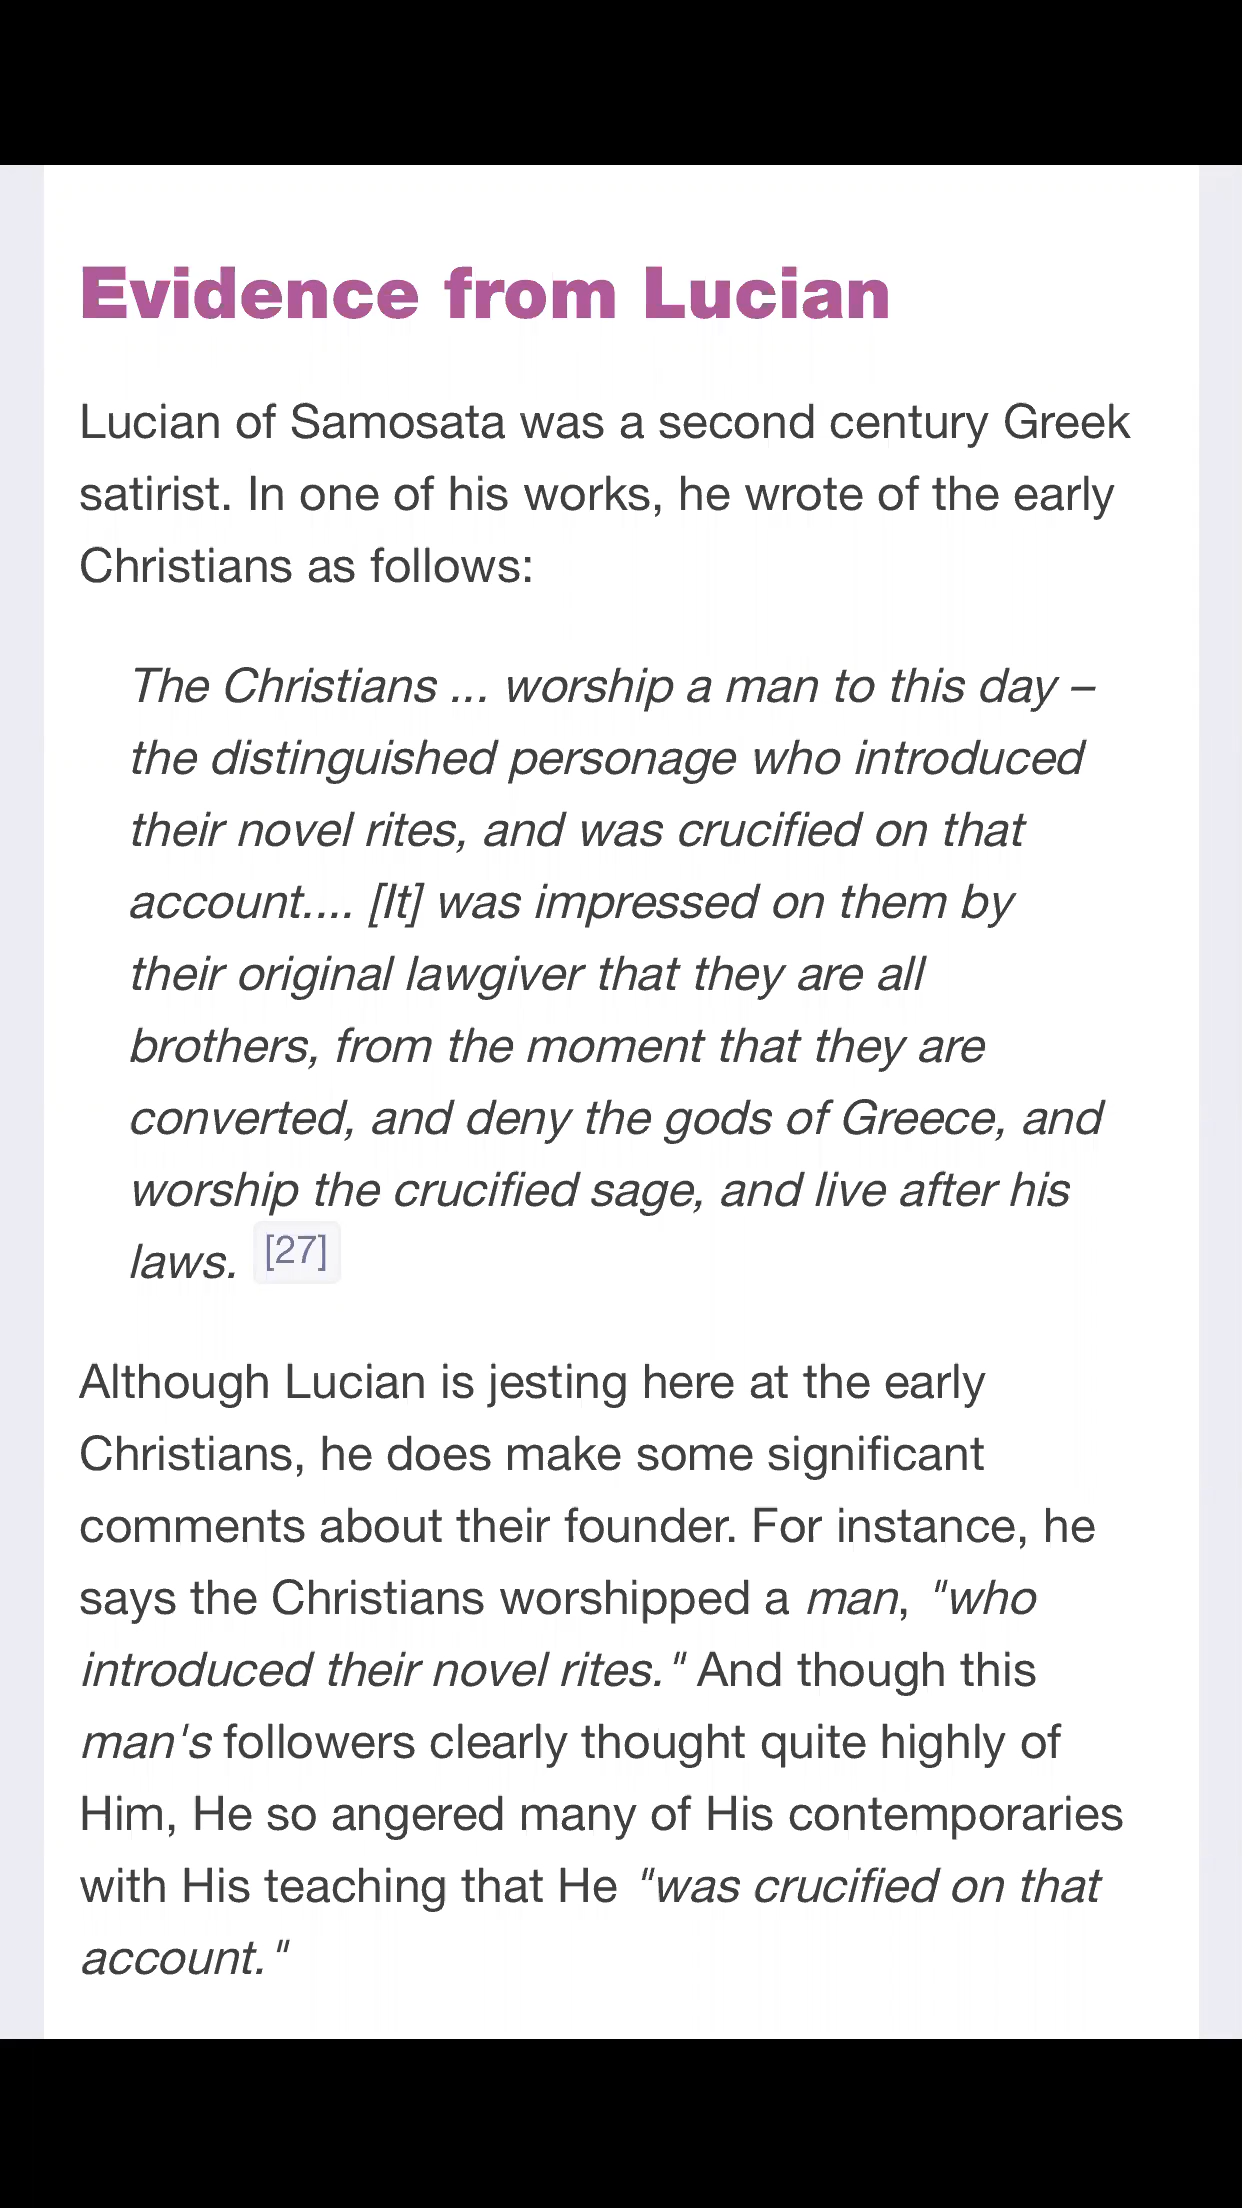 Evidence from Lucian
Lucian of Samosata was a second century Greek
satirist. In one of his works, he wrote of the early
Christians as follows:
The Christians ... worship a man to this day –
the distinguished personage who introduced
their novel rites, and was crucified on that
account.... [It] was impressed on them by
their original lawgiver that they are all
brothers, from the moment that they are
converted, and deny the gods of Greece, and
worship the crucified sage, and live after his
laws. [27]
Although Lucian is jesting here at the early
Christians, he does make some significant
comments about their founder. For instance, he
says the Christians worshipped a man, "who
introduced their novel rites." And though this
man's followers clearly thought quite highly of
Him, He so angered many of His contemporaries
with His teaching that He "was crucified on that
account."